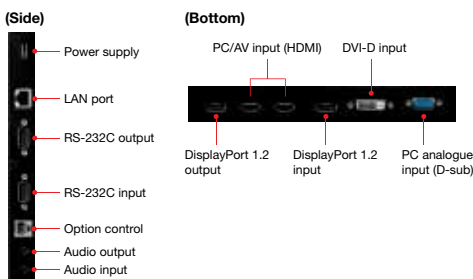 (Side)
Power supply
LAN port
RS-232C output
RS-232C input
Option control
Audio output
Audio input
(Bottom)
PC/AV input (HDMI)
DVI-D input
DisplayPort 1.2
output
DisplayPort 1.2
input
PC analogue
input (D-sub)